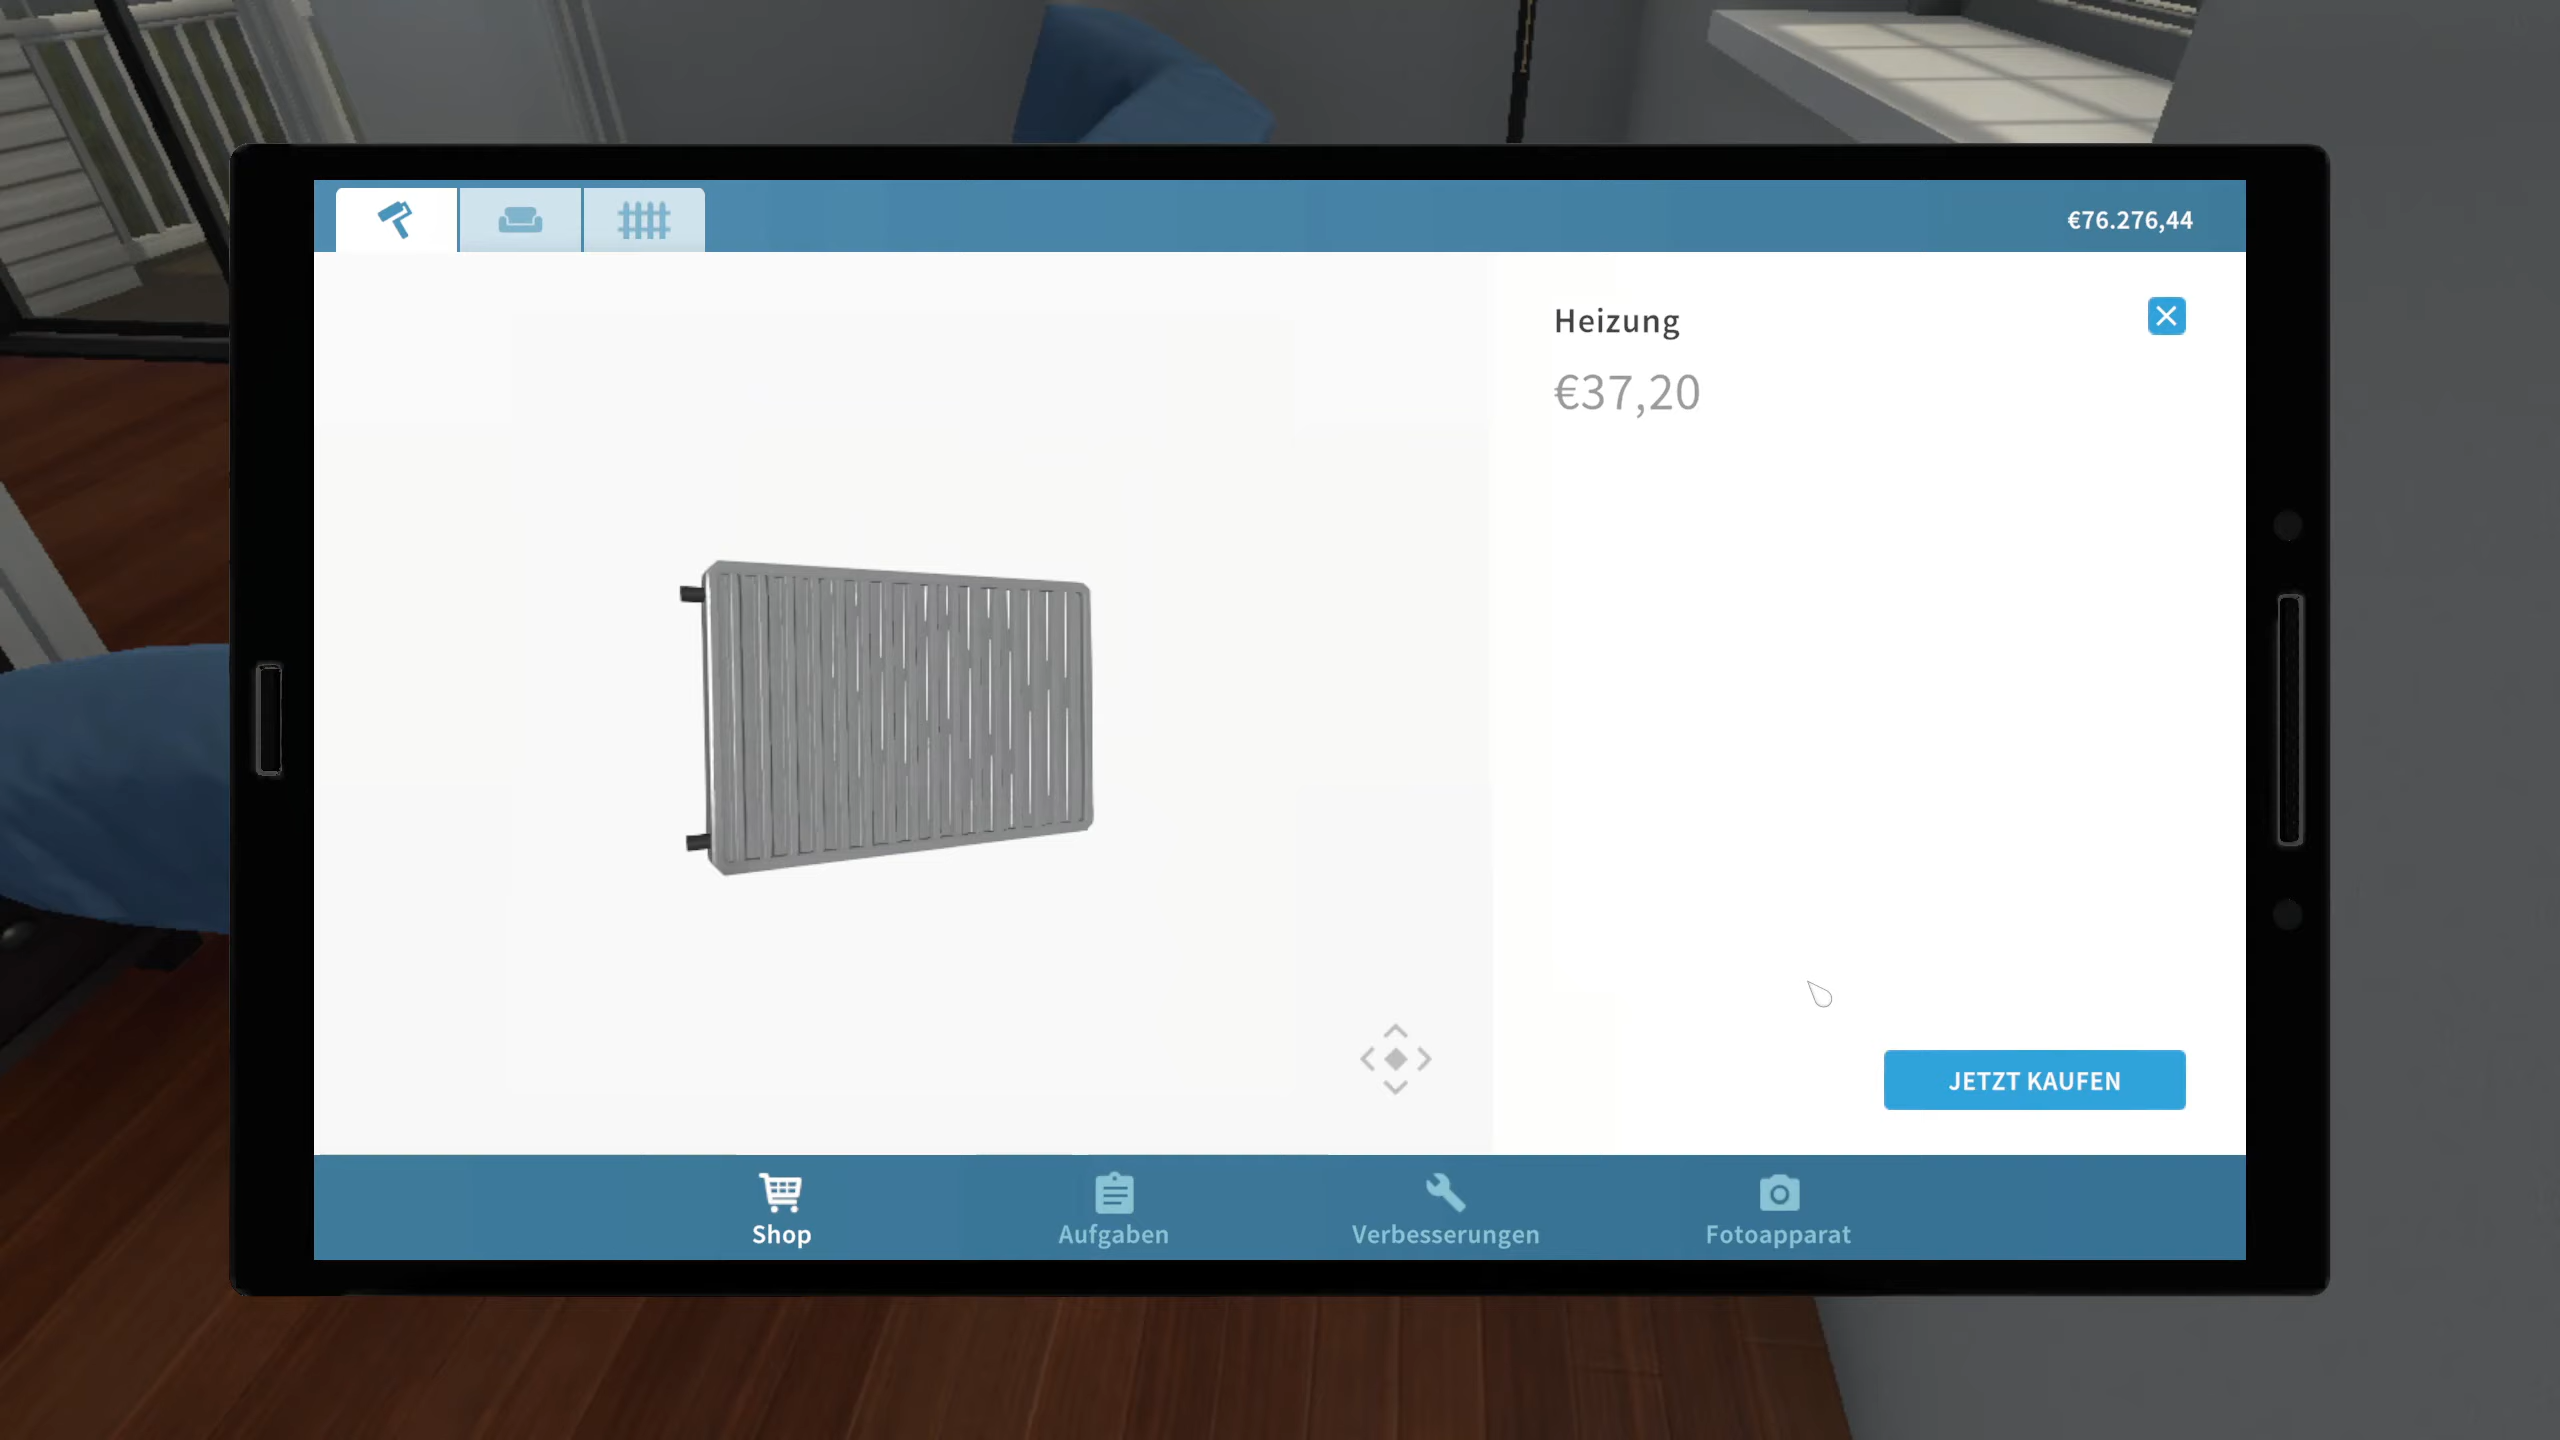 €76.276,44
Heizung
€37,20
JETZT KAUFEN
Shop
Aufgaben
Verbesserungen
Fotoapparat